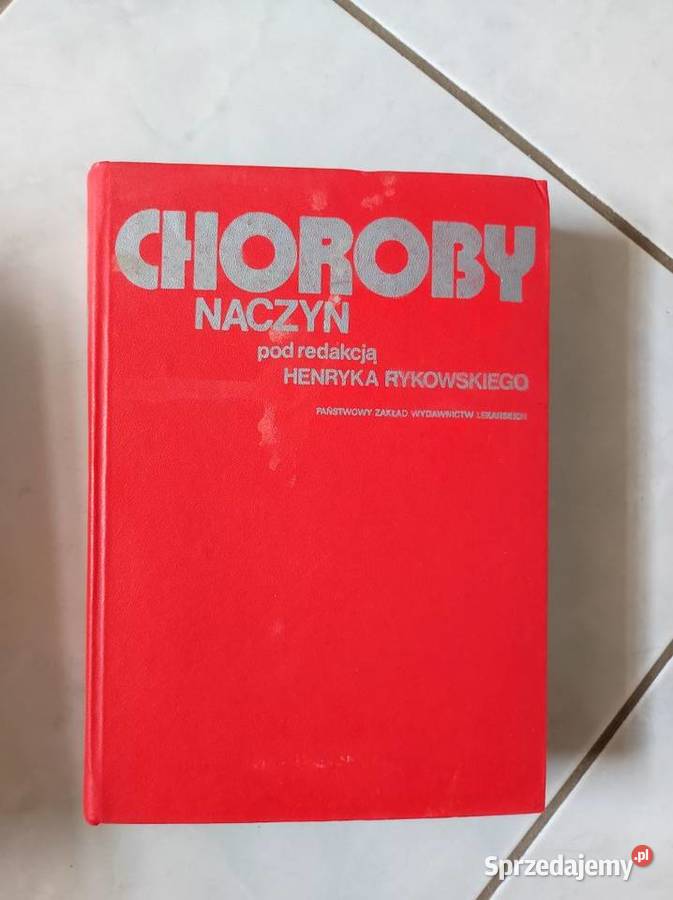 CHOROBY
NACZYŃ
pod redakcją
HENRYKA RYKOWSKIEGO
PAŃSTWOWY ZAKŁAD WYDAWNICTW LEKARSKICH
Sprzedajemy.pl